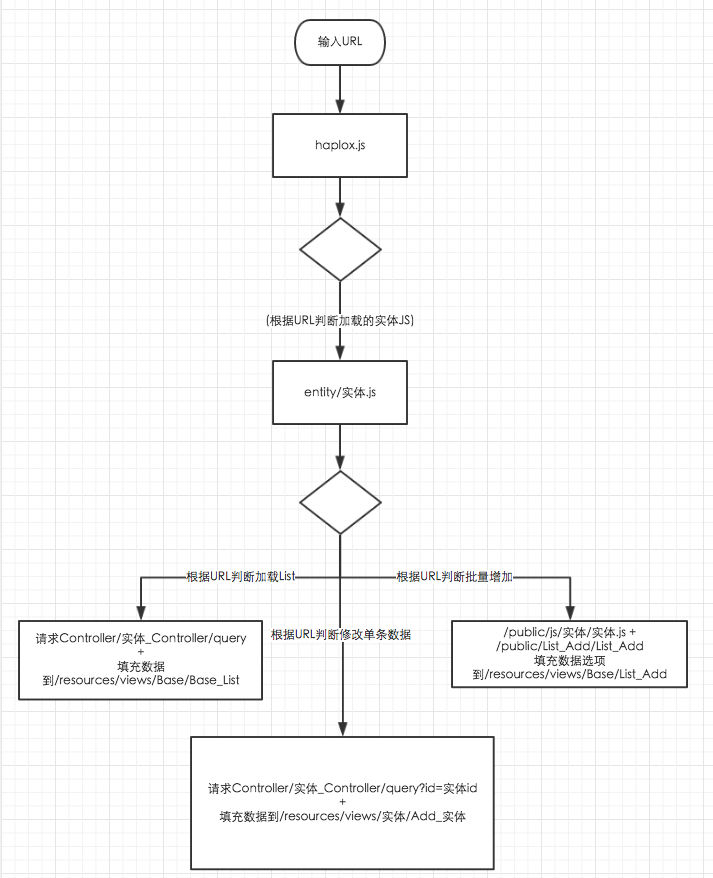 输入URL
haplox.js
(根据URL判断加载的实体JS)
entity/实体.js
根据URL判断加载List
根据URL判断批量增加
根据URL判断修改单条数据
请求Controller/实体_Controller/query
+
填充数据
到/resources/views/Base/Base_List
/public/js/实体/实体.js +
/public/List_Add/List_Add
填充数据选项
到/resources/views/Base/List_Add
请求Controller/实体_Controller/query?id=实体id
+
填充数据到/resources/views/实体/Add_实体